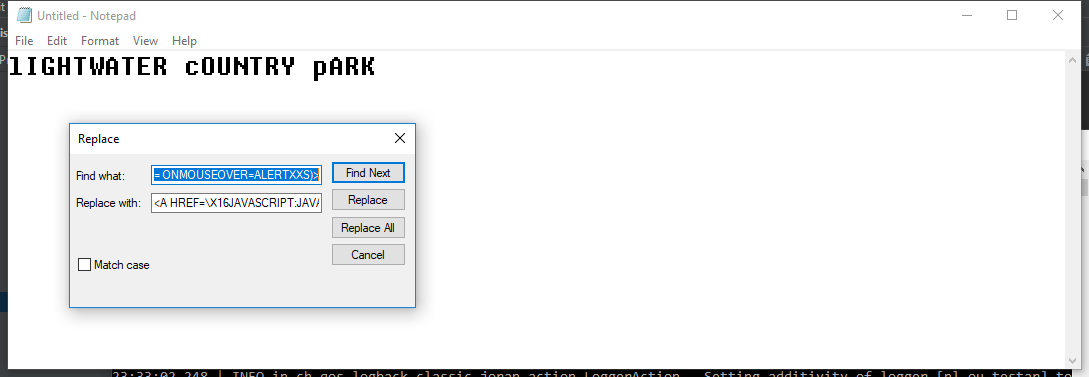 Untitled - Notepad
File Edit Format View Help
lIGHTWATER cOUNTRY pARK
Replace
Find what: = ONMOUSEOVER=ALERTXXS)> Find Next
Replace with: <A HREF=\X16JAVASCRIPT:JAVA Replace
Replace All
Cancel
Match case
23:33:02,248 | INFO in ch.qos.logback.classic.joran.action.LoggerAction - Setting additivity of logger [nl.ou.testar] to